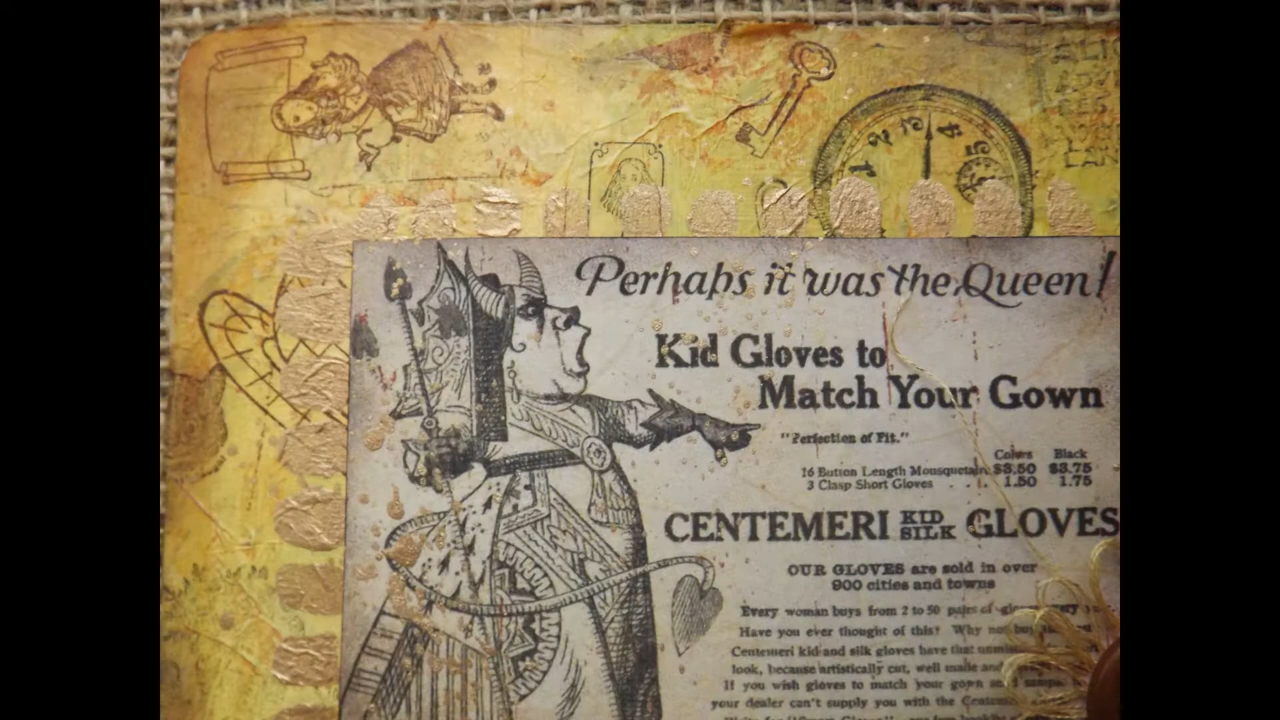 ALIC
Perhaps it was the Queen!
Kid Gloves to
Match Your Gown
"Perfection of Fit."
Colors Black
16 Button Length Mousquetaire $3.50 $3.75
3 Clasp Short Gloves . . 1.50 1.75
CENTEMERI KID SILK GLOVES
OUR GLOVES are sold in over
900 cities and towns
Every woman buys from 2 to 50 pairs of
Have you ever thought of this? Why not
Centemeri kid and silk gloves have that
look, because artistically cut, well made and
If you wish gloves to match your gown
your dealer can't supply you with the